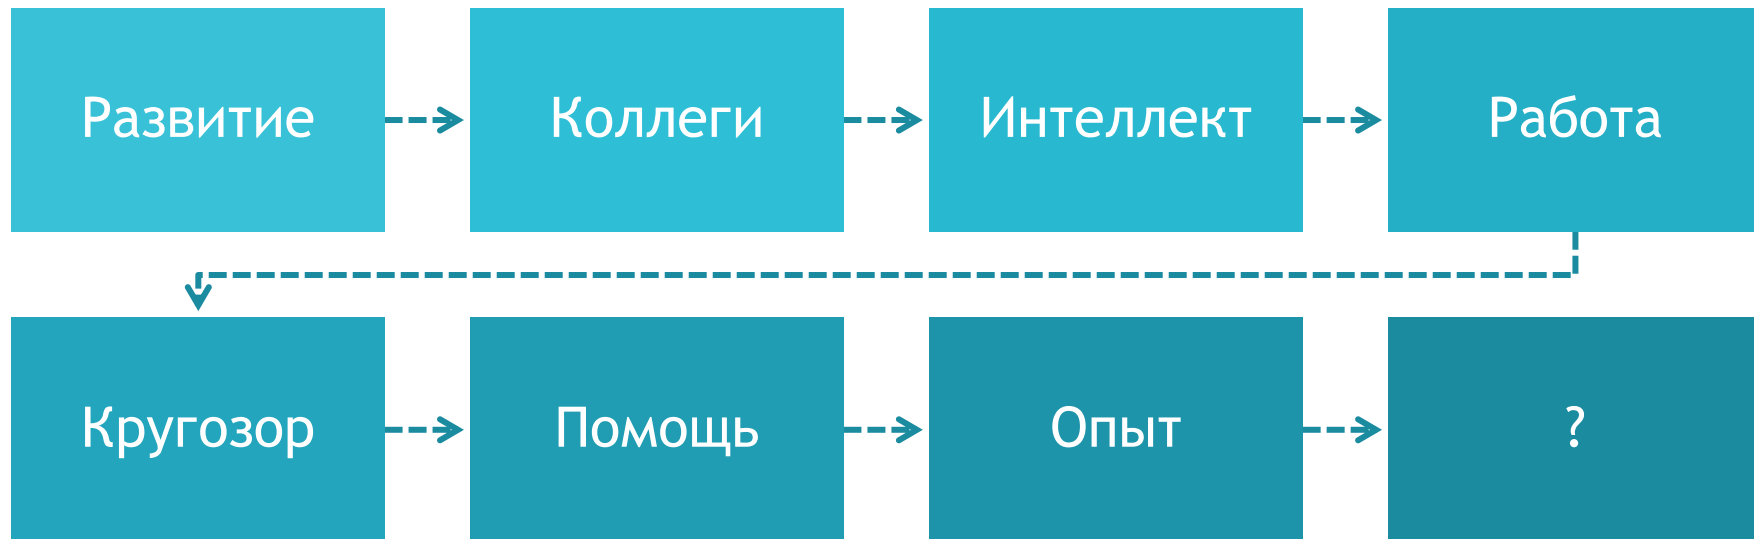 Развитие
Коллеги
Интеллект
Работа
Кругозор
Помощь
Опыт
?